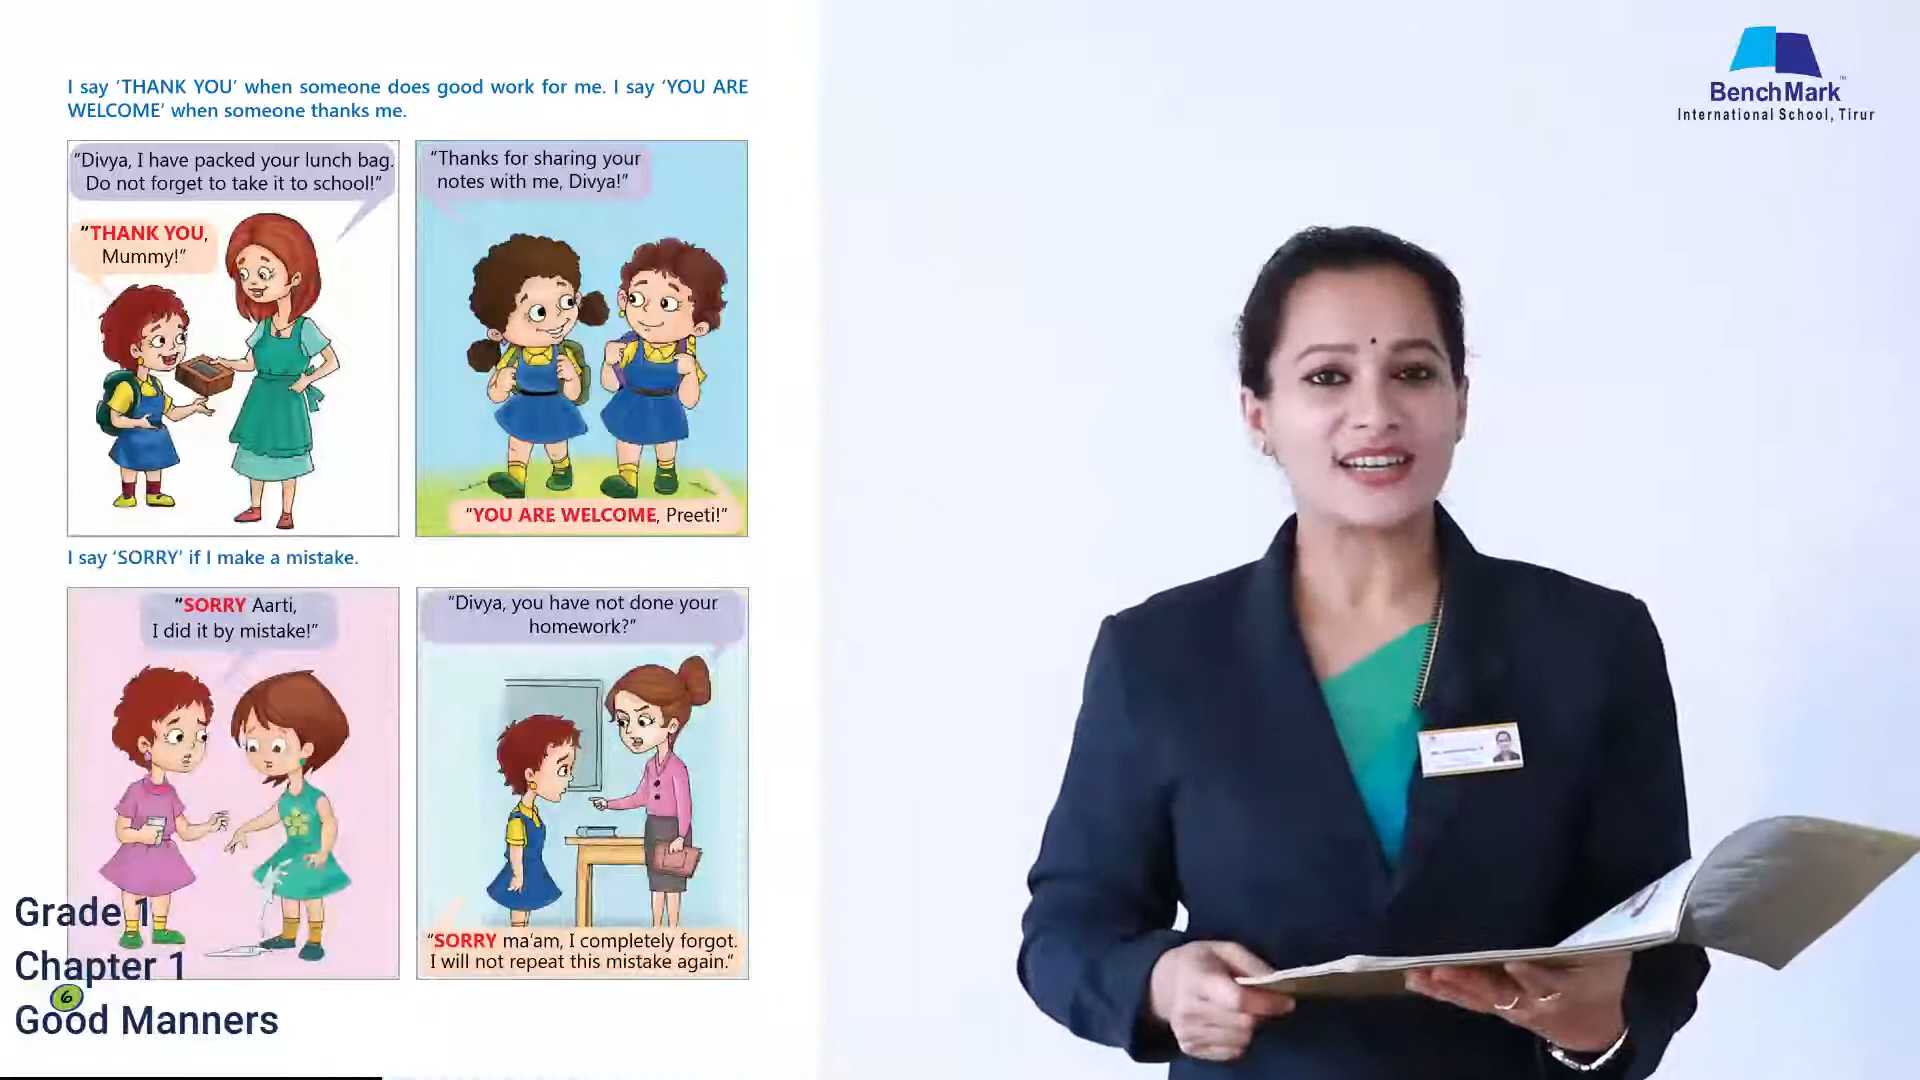 I say ‘THANK YOU’ when someone does good work for me. I say ‘YOU ARE
WELCOME’ when someone thanks me.
“Divya, I have packed your lunch bag.
Do not forget to take it to school!”
“THANK YOU,
Mummy!”
“Thanks for sharing your
notes with me, Divya!”
“YOU ARE WELCOME, Preeti!”
I say ‘SORRY’ if I make a mistake.
“SORRY Aarti,
I did it by mistake!”
“Divya, you have not done your
homework?”
“SORRY ma’am, I completely forgot.
I will not repeat this mistake again.”
Grade 1
Chapter 1
6
Good Manners
BenchMark
International School, Tirur